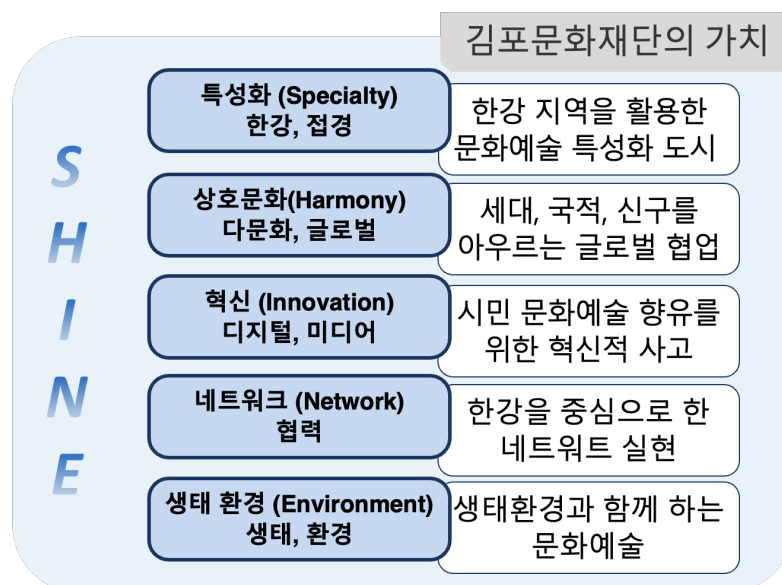 김포문화재단의 가치
S
H
I
N
E
특성화 (Specialty)
한강, 접경
한강 지역을 활용한
문화예술 특성화 도시
상호문화(Harmony)
다문화, 글로벌
세대, 국적, 신구를
아우르는 글로벌 협업
혁신 (Innovation)
디지털, 미디어
시민 문화예술 향유를
위한 혁신적 사고
네트워크 (Network)
협력
한강을 중심으로 한
네트워트 실현
생태 환경 (Environment)
생태, 환경
생태환경과 함께 하는
문화예술